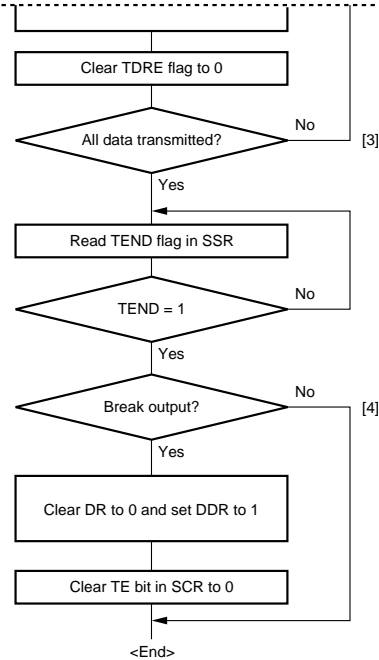 Clear TDRE flag to 0
All data transmitted?
No
[3]
Yes
Read TEND flag in SSR
TEND = 1
No
Yes
Break output?
No
[4]
Yes
Clear DR to 0 and set DDR to 1
Clear TE bit in SCR to 0
<End>